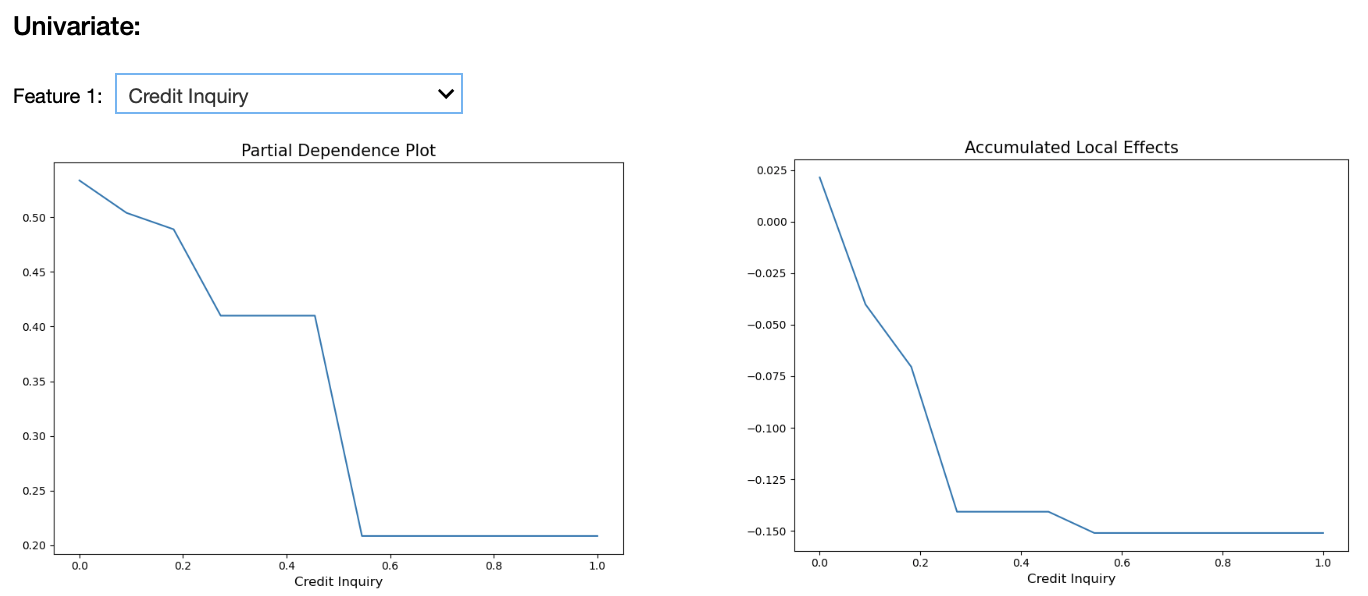 Univariate:
Feature 1: Credit Inquiry
Partial Dependence Plot
0.50
0.45
0.40
0.35
0.30
0.25
0.20
0.0 0.2 0.4 0.6 0.8 1.0
Credit Inquiry
Accumulated Local Effects
0.025
0.000
−0.025
−0.050
−0.075
−0.100
−0.125
−0.150
0.0 0.2 0.4 0.6 0.8 1.0
Credit Inquiry